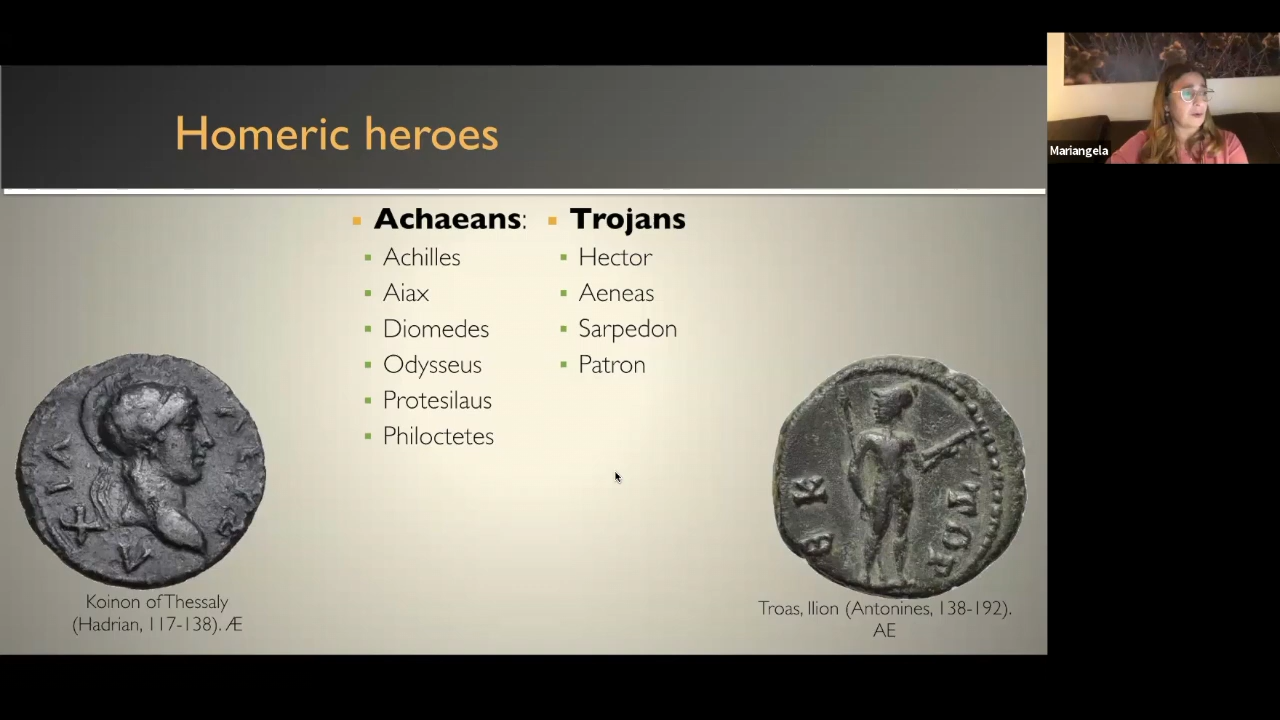 Homeric heroes
Achaeans:
Achilles
Aiax
Diomedes
Odysseus
Protesilaus
Philoctetes
Trojans
Hector
Aeneas
Sarpedon
Patron
Koinon of Thessaly
(Hadrian, 117-138). Æ
Troas, Ilion (Antonines, 138-192).
AE
Mariangela